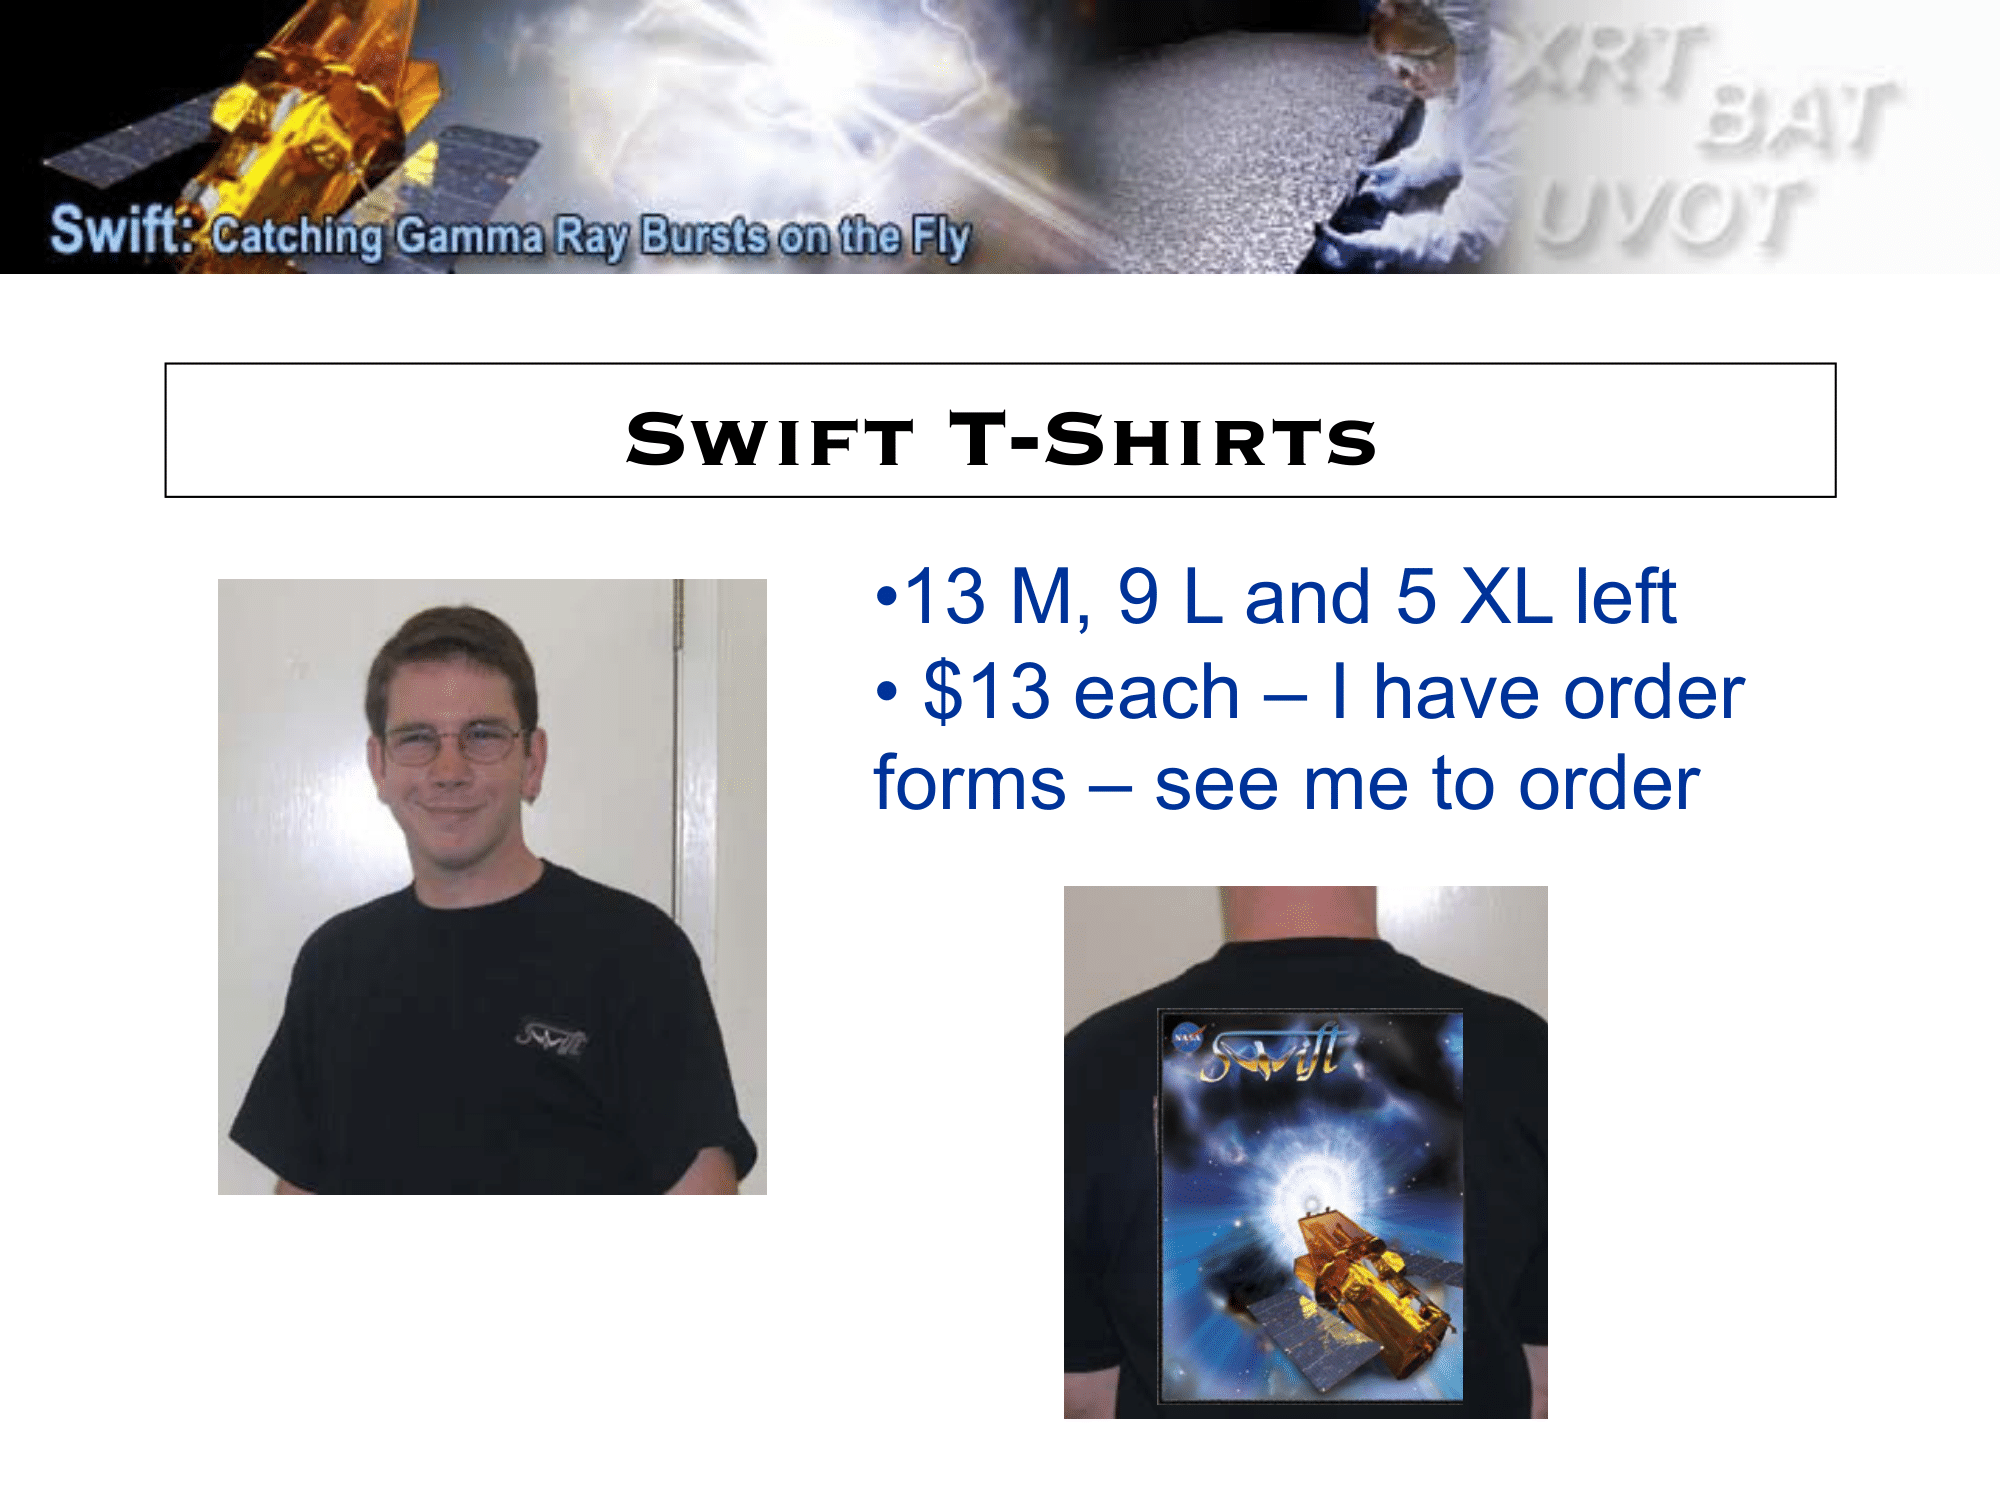 XRT
BAT
UVOT
Swift: Catching Gamma Ray Bursts on the Fly
Swift T-Shirts
•13 M, 9 L and 5 XL left
• $13 each – I have order
forms – see me to order
Swift
NASA
Swift